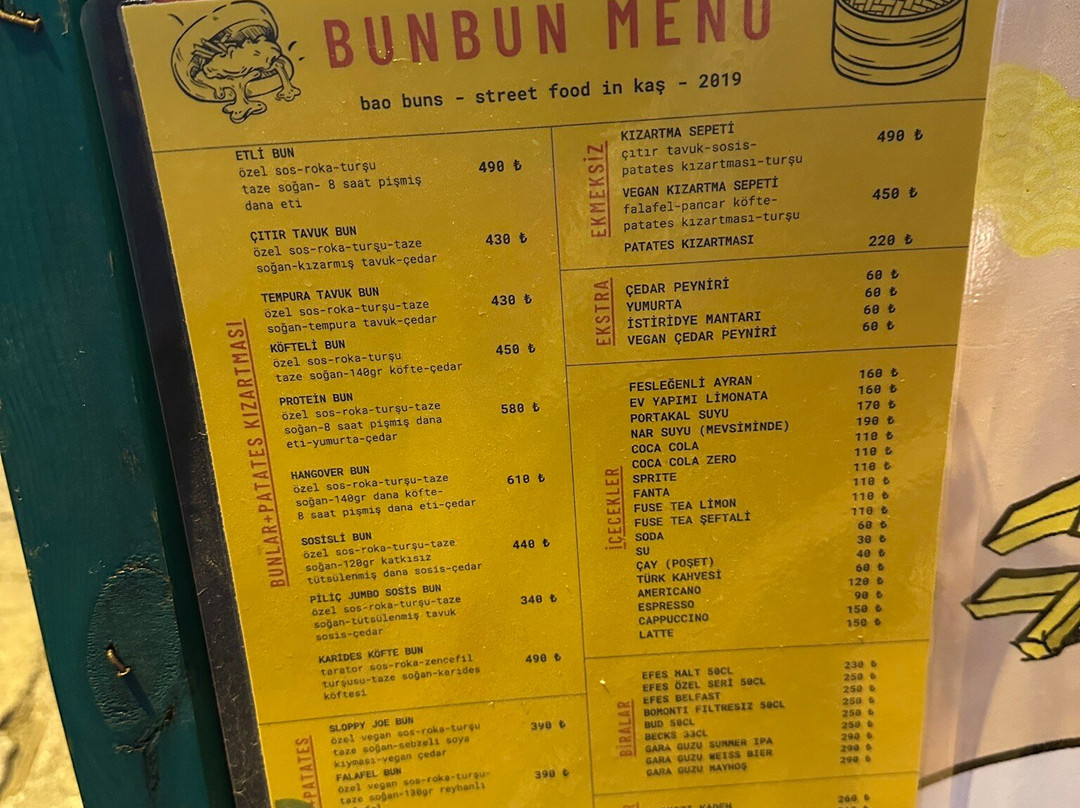 BUNBUN MENU
bao buns - street food in kaş - 2019
BUNLAR+PATATES KIZARTMASI
ETLİ BUN
özel sos-roka-turşu 490 ₺
taze soğan- 8 saat pişmiş
dana eti
ÇITIR TAVUK BUN
özel sos-roka-turşu-taze 430 ₺
soğan-kızarmış tavuk-çedar
TEMPURA TAVUK BUN
özel sos-roka-turşu-taze 430 ₺
soğan-tempura tavuk-çedar
KÖFTELİ BUN
özel sos-roka-turşu 450 ₺
taze soğan-140gr köfte-çedar
PROTEİN BUN
özel sos-roka-turşu-taze 580 ₺
soğan-8 saat pişmiş dana
eti-yumurta-çedar
HANGOVER BUN
özel sos-roka-turşu-taze 610 ₺
soğan-140gr dana köfte-
8 saat pişmiş dana eti-çedar
SOSİSLİ BUN
özel sos-roka-turşu-taze 440 ₺
soğan-120gr katkısız
tütsülenmiş dana sosis-çedar
PİLİÇ JUMBO SOSİS BUN
özel sos-roka-turşu-taze 340 ₺
soğan-tütsülenmiş tavuk
sosis-çedar
KARİDES KÖFTE BUN
tarator sos-roka-zencefil 490 ₺
turşusu-taze soğan-karides
köftesi
+PATATES
SLOPPY JOE BUN
özel vegan sos-roka-turşu 390 ₺
taze soğan-sebzeli soya
kıyması-vegan çedar
FALAFEL BUN
özel vegan sos-roka-turşu- 390 ₺
taze soğan-130gr reyhanlı
EKMEKSİZ
KIZARTMA SEPETİ 490 ₺
çıtır tavuk-sosis-
patates kızartması-turşu
VEGAN KIZARTMA SEPETİ 450 ₺
falafel-pancar köfte-
patates kızartması-turşu
PATATES KIZARTMASI 220 ₺
EKSTRA
ÇEDAR PEYNİRİ 60 ₺
YUMURTA 60 ₺
İSTİRİDYE MANTARI 60 ₺
VEGAN ÇEDAR PEYNİRİ 60 ₺
İÇECEKLER
FESLEĞENLİ AYRAN 160 ₺
EV YAPIMI LİMONATA 160 ₺
PORTAKAL SUYU 170 ₺
NAR SUYU (MEVSİMİNDE) 190 ₺
COCA COLA 110 ₺
COCA COLA ZERO 110 ₺
SPRITE 110 ₺
FANTA 110 ₺
FUSE TEA LİMON 110 ₺
FUSE TEA ŞEFTALİ 110 ₺
SODA 60 ₺
SU 30 ₺
ÇAY (POŞET) 40 ₺
TÜRK KAHVESİ 60 ₺
AMERICANO 120 ₺
ESPRESSO 90 ₺
CAPPUCCINO 150 ₺
LATTE 150 ₺
BİRALAR
EFES MALT 50CL 230 ₺
EFES ÖZEL SERİ 50CL 250 ₺
EFES BELFAST 250 ₺
BOMONTI FILTRESIZ 50CL 250 ₺
BUD 50CL 250 ₺
BECKS 33CL 250 ₺
GARA GUZU SUMMER IPA 290 ₺
GARA GUZU WEISS BIER 290 ₺
GARA GUZU MAYHOŞ 290 ₺
260 ₺